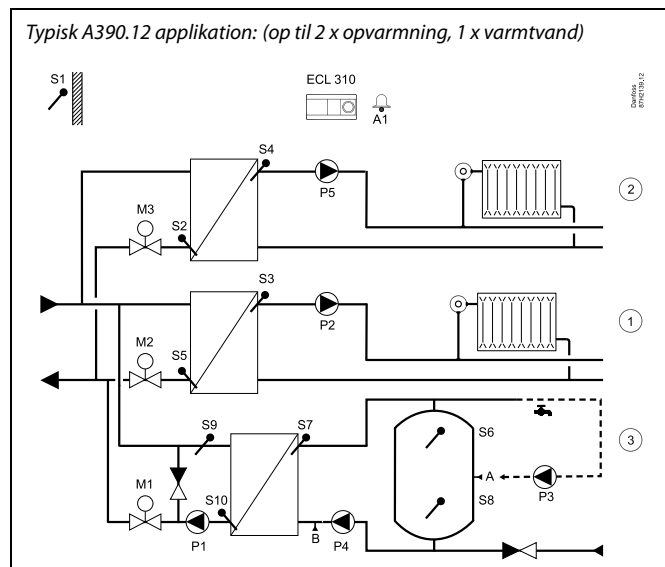 Typisk A390.12 applikation: (op til 2 x opvarmning, 1 x varmtvand)
S1
ECL 310
A1
Danfoss
87H2139.12
S4
P5
2
M3
S2
S3
P2
1
M2
S5
S9
S7
S6
3
A
P3
M1
S10
S8
P1
B
P4